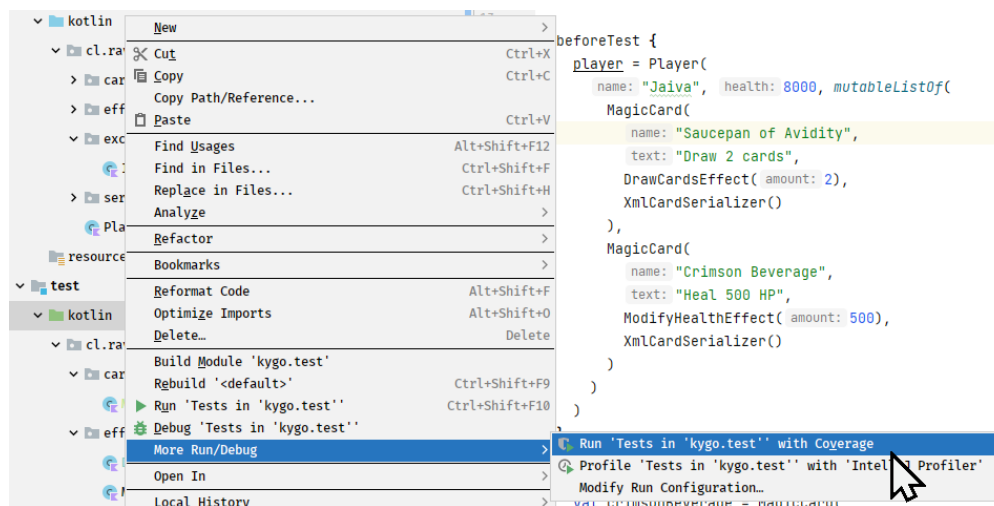 kotlin
cl.ra
car
eff
exc
ser
Pla
resource
test
kotlin
cl.ra
car
eff
New
Cut Ctrl+X
Copy Ctrl+C
Copy Path/Reference...
Paste Ctrl+V
Find Usages Alt+Shift+F12
Find in Files... Ctrl+Shift+F
Replace in Files... Ctrl+Shift+H
Analyze
Refactor
Bookmarks
Reformat Code Alt+Shift+F
Optimize Imports Alt+Shift+O
Delete… Delete
Build Module 'kygo.test'
Rebuild '<default>' Ctrl+Shift+F9
Run 'Tests in 'kygo.test'' Ctrl+Shift+F10
Debug 'Tests in 'kygo.test''
More Run/Debug
Open In
Local History
Run 'Tests in 'kygo.test'' with Coverage
Profile 'Tests in 'kygo.test'' with 'IntelliJ Profiler'
Modify Run Configuration…
beforeTest {
player = Player(
name: "Jaiva", health: 8000, mutableListOf(
MagicCard(
name: "Saucepan of Avidity",
text: "Draw 2 cards",
DrawCardsEffect( amount: 2),
XmlCardSerializer()
),
MagicCard(
name: "Crimson Beverage",
text: "Heal 500 HP",
ModifyHealthEffect( amount: 500),
XmlCardSerializer()
)
)
)
val crimsonBeverage = MagicCard(